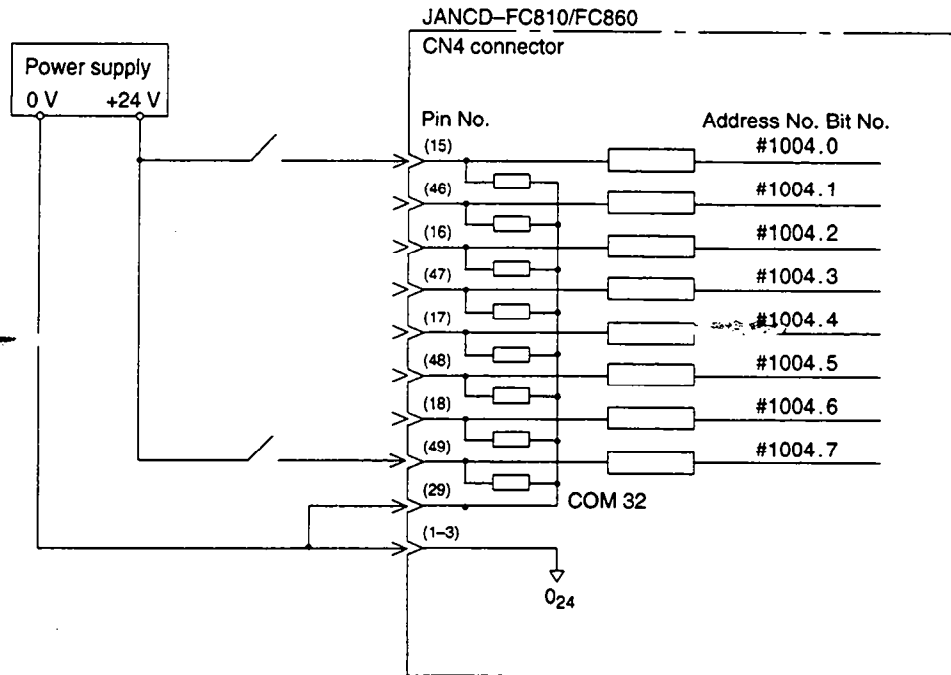 JANCD–FC810/FC860
CN4 connector
Power supply
0 V +24 V
Pin No.
Address No. Bit No.
(15) #1004.0
(46) #1004.1
(16) #1004.2
(47) #1004.3
(17) #1004.4
(48) #1004.5
(18) #1004.6
(49) #1004.7
(29) COM 32
(1–3)
0₂₄